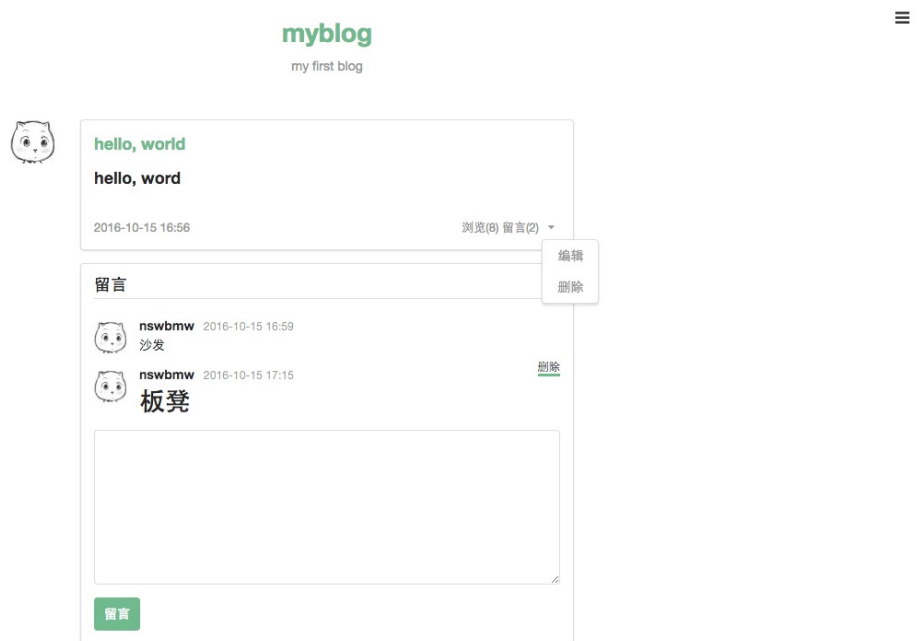 myblog
my first blog
hello, world
hello, word
2016-10-15 16:56 浏览(8) 留言(2)
编辑
删除
留言
nswbmw 2016-10-15 16:59
沙发
删除
nswbmw 2016-10-15 17:15
板凳
留言